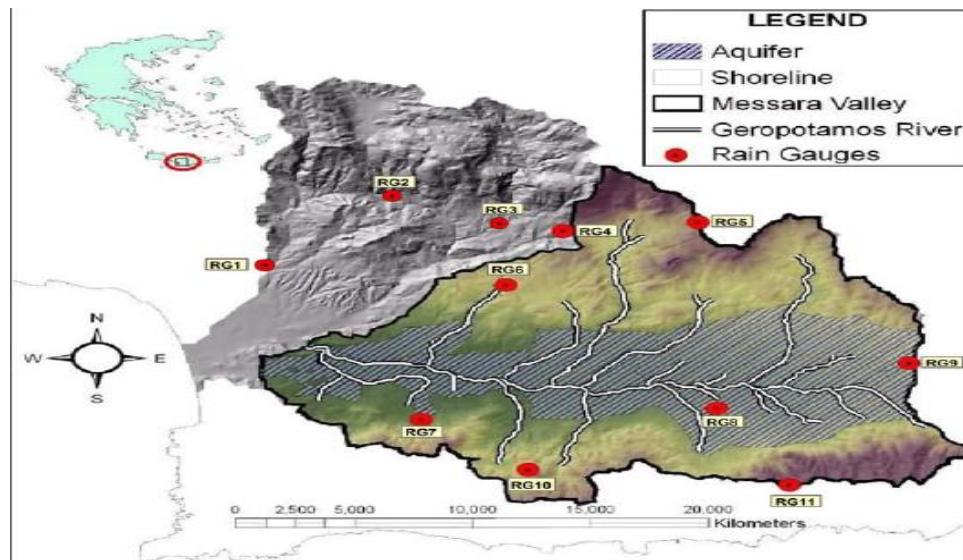 LEGEND
Aquifer
Shoreline
Messara Valley
Geropotamos River
Rain Gauges
RG2
RG3
RG4
RG5
RG1
RG6
N
W
E
S
RG9
RG8
RG7
RG10
RG11
0 2,500 5,000 10,000 15,000 20,000
Kilometers